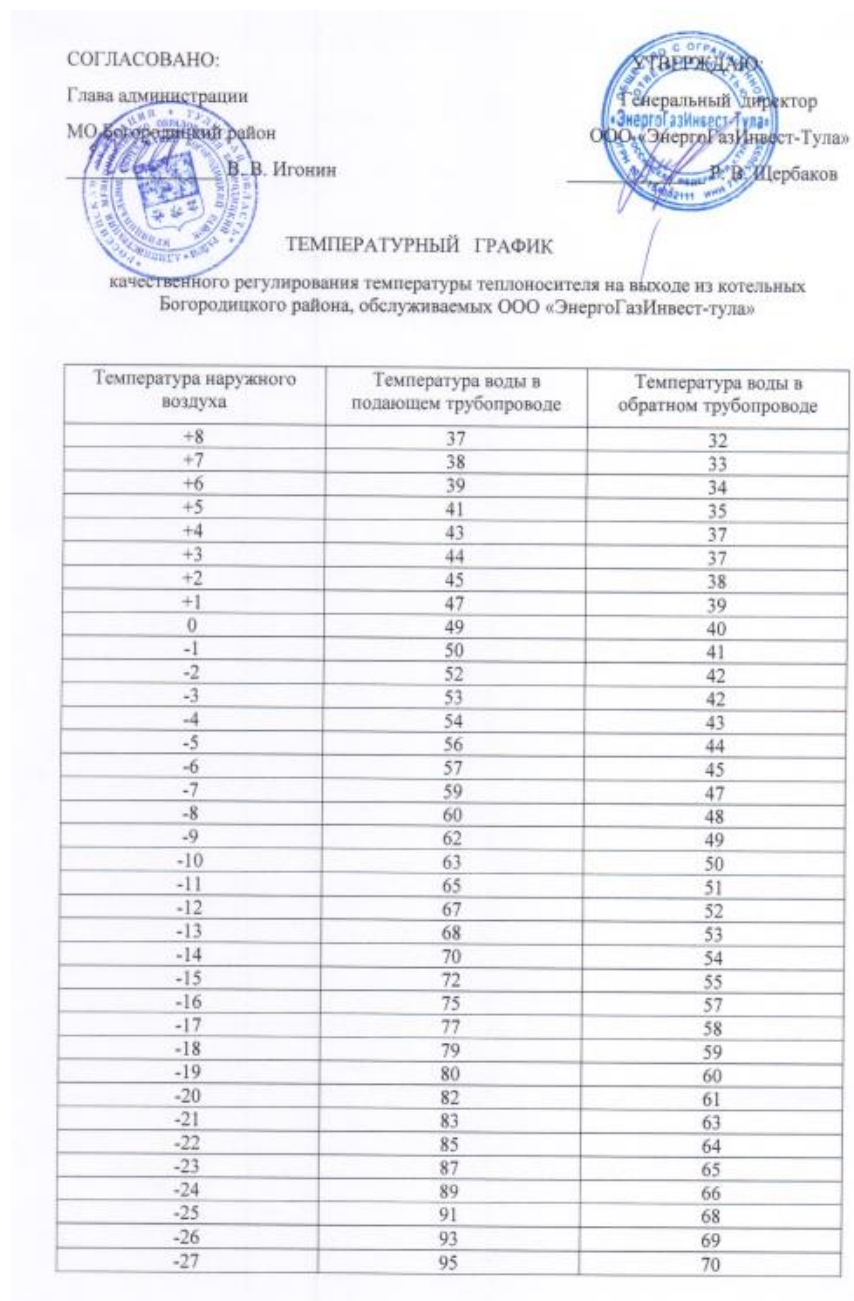 СОГЛАСОВАНО:
Глава администрации
МО Богородицкий район
В. В. Игонин
УТВЕРЖДАЮ:
Генеральный директор
ООО «ЭнергоГазИнвест-Тула»
Р. В. Щербаков
«ЭнергоГазИнвест-Тула»
ТЕМПЕРАТУРНЫЙ ГРАФИК
качественного регулирования температуры теплоносителя на выходе из котельных
Богородицкого района, обслуживаемых ООО «ЭнергоГазИнвест-тула»
Температура наружного воздуха | Температура воды в подающем трубопроводе | Температура воды в обратном трубопроводе
+8 37 32
+7 38 33
+6 39 34
+5 41 35
+4 43 37
+3 44 37
+2 45 38
+1 47 39
0 49 40
-1 50 41
-2 52 42
-3 53 42
-4 54 43
-5 56 44
-6 57 45
-7 59 47
-8 60 48
-9 62 49
-10 63 50
-11 65 51
-12 67 52
-13 68 53
-14 70 54
-15 72 55
-16 75 57
-17 77 58
-18 79 59
-19 80 60
-20 82 61
-21 83 63
-22 85 64
-23 87 65
-24 89 66
-25 91 68
-26 93 69
-27 95 70